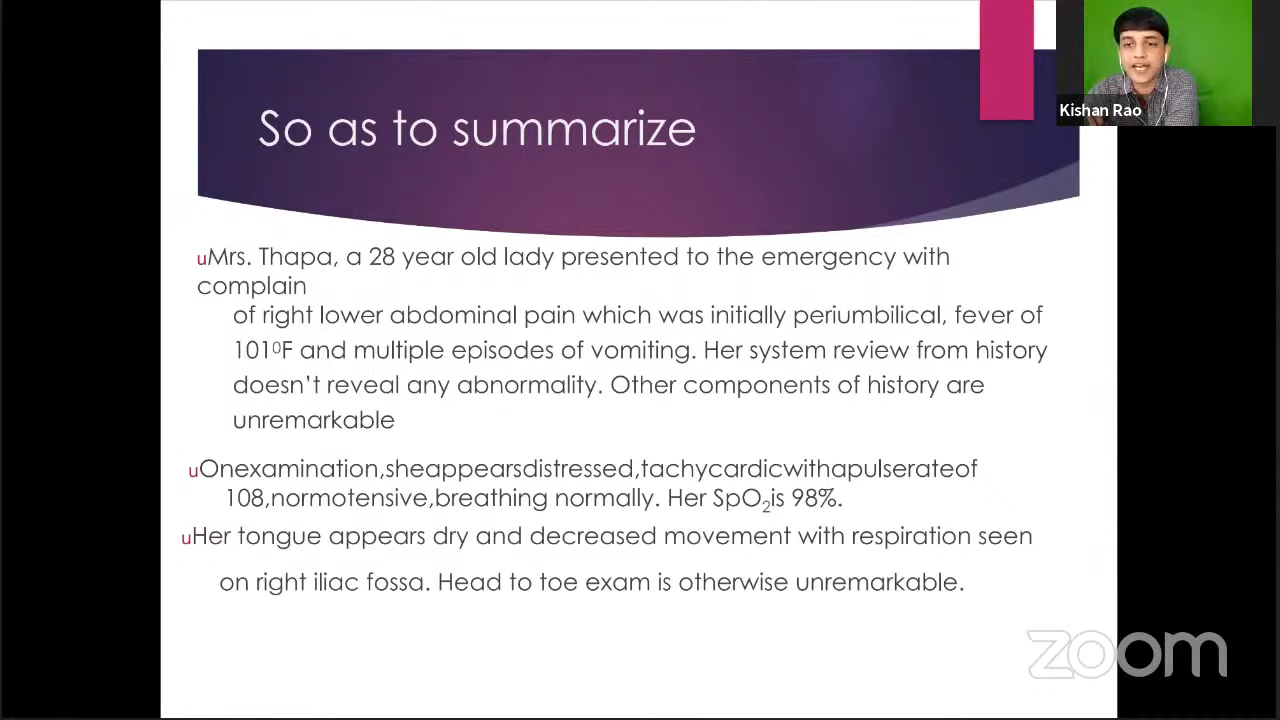 So as to summarize
Kishan Rao
uMrs. Thapa, a 28 year old lady presented to the emergency with
complain
of right lower abdominal pain which was initially periumbilical, fever of
101⁰F and multiple episodes of vomiting. Her system review from history
doesn't reveal any abnormality. Other components of history are
unremarkable
uOnexamination,sheappearsdistressed,tachycardicwithapulserateof
108,normotensive,breathing normally. Her SpO₂is 98%.
uHer tongue appears dry and decreased movement with respiration seen
on right iliac fossa. Head to toe exam is otherwise unremarkable.
zoom